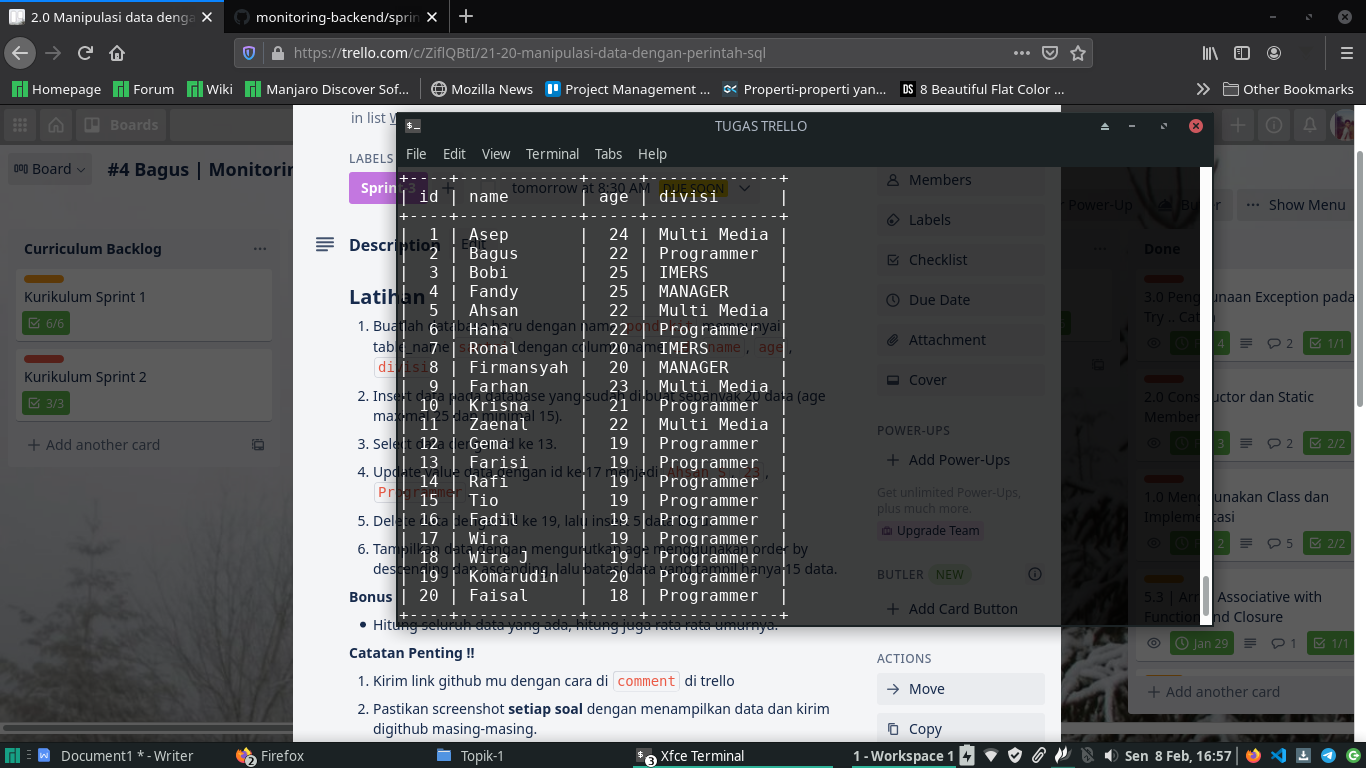 2.0 Manipulasi data denga
monitoring-backend/sprin
https://trello.com/c/ZiflQBtI/21-20-manipulasi-data-dengan-perintah-sql
Homepage
Forum
Wiki
Manjaro Discover Sof...
Mozilla News
Project Management ...
Properti-properti yan...
DS
8 Beautiful Flat Color ...
Other Bookmarks
Boards
Board
#4 Bagus | Monitorin
Power-Up
Show Menu
Curriculum Backlog
Kurikulum Sprint 1
6/6
Kurikulum Sprint 2
3/3
+ Add another card
in list W
LABELS
Sprint 3
tomorrow at 8:30 AM
DUE SOON
Description
Edit
Latihan
TUGAS TRELLO
File Edit View Terminal Tabs Help
+----+------------+-----+-------------+
| id | name       | age | divisi      |
+----+------------+-----+-------------+
|  1 | Asep       |  24 | Multi Media |
|  2 | Bagus      |  22 | Programmer  |
|  3 | Bobi       |  25 | IMERS       |
|  4 | Fandy      |  25 | MANAGER     |
|  5 | Ahsan      |  22 | Multi Media |
|  6 | Hana       |  22 | Programmer  |
|  7 | Ronal      |  20 | IMERS       |
|  8 | Firmansyah |  20 | MANAGER     |
|  9 | Farhan     |  23 | Multi Media |
| 10 | Krisna     |  21 | Programmer  |
| 11 | Zaenal     |  22 | Multi Media |
| 12 | Gema       |  19 | Programmer  |
| 13 | Farisi     |  19 | Programmer  |
| 14 | Rafi       |  19 | Programmer  |
| 15 | Tio        |  19 | Programmer  |
| 16 | Fadil      |  19 | Programmer  |
| 17 | Wira       |  19 | Programmer  |
| 18 | Wira J     |  19 | Programmer  |
| 19 | Komarudin  |  20 | Programmer  |
| 20 | Faisal     |  18 | Programmer  |
+----+------------+-----+-------------+
1. Buatlah database baru dengan nama mempunyai
table_name dengan column name , name , age ,
divisi
2. Insert data pada database yang sudah di buat sebanyak 20 data (age
maximal 25 dan minimal 15).
3. Select data dengan id ke 13.
4. Update value data dengan id ke 17 menjadi Ahsan S , 23 ,
Programmer
5. Delete data dengan id ke 19, lalu insert 5 data
6. Tampilkan data dengan mengurutkan age menggunakan order by
descending dan ascending, lalu batasi data yang tampil hanya 15 data.
Bonus
• Hitung seluruh data yang ada, hitung juga rata rata umurnya.
Catatan Penting !!
1. Kirim link github mu dengan cara di comment di trello
2. Pastikan screenshot setiap soal dengan menampilkan data dan kirim
digithub masing-masing.
Members
Labels
Checklist
Due Date
Attachment
Cover
POWER-UPS
+ Add Power-Ups
Get unlimited Power-Ups,
plus much more.
Upgrade Team
BUTLER NEW
+ Add Card Button
ACTIONS
Move
Copy
Done
3.0 Penggunaan Exception pada
Try .. Catch
4
2
1/1
2.0 Constructor dan Static
Member
3
2
2/2
1.0 Menggunakan Class dan
Implementasi
2
5
2/2
5.3 | Array Associative with
Function and Closure
Jan 29
1
1/1
+ Add another card
Document1 * - Writer
2
Firefox
Topik-1
3
Xfce Terminal
1 - Workspace 1
Sen 8 Feb, 16:57